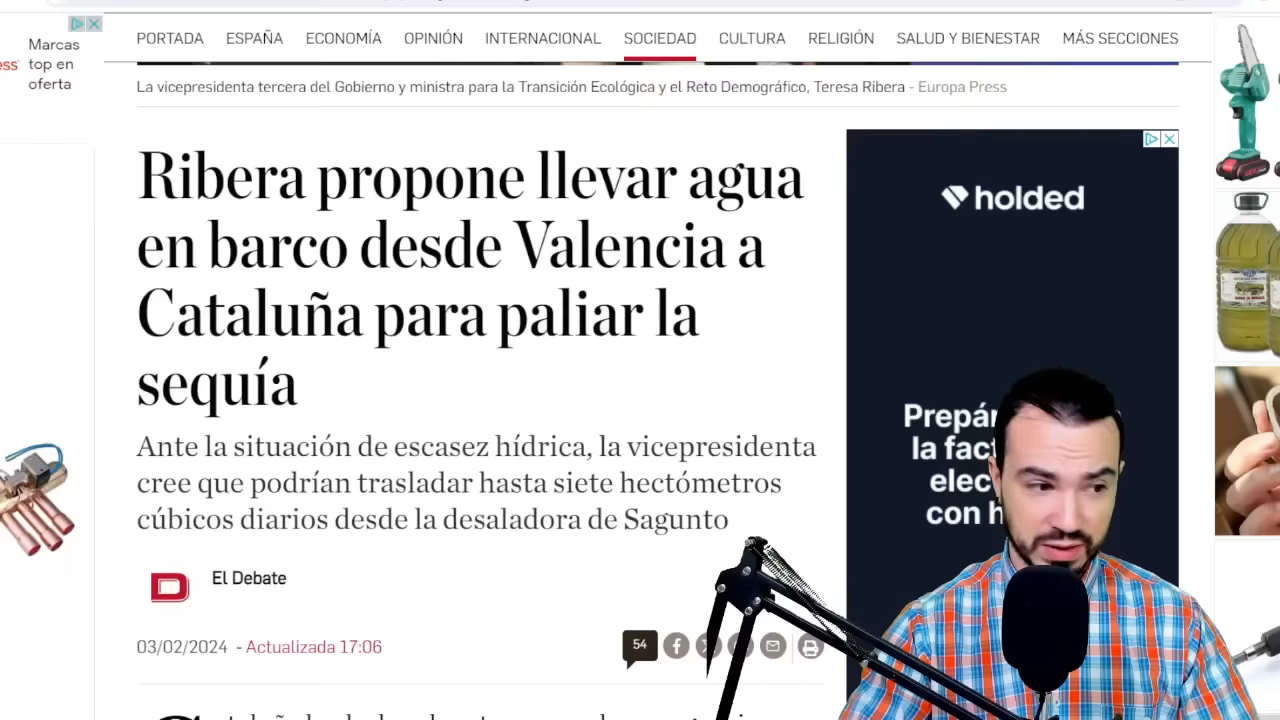 Marcas
top en
oferta
PORTADA ESPAÑA ECONOMÍA OPINIÓN INTERNACIONAL SOCIEDAD CULTURA RELIGIÓN SALUD Y BIENESTAR MÁS SECCIONES
La vicepresidenta tercera del Gobierno y ministra para la Transición Ecológica y el Reto Demográfico, Teresa Ribera - Europa Press
Ribera propone llevar agua
en barco desde Valencia a
Cataluña para paliar la
sequía
Ante la situación de escasez hídrica, la vicepresidenta
cree que podrían trasladar hasta siete hectómetros
cúbicos diarios desde la desaladora de Sagunto
D
El Debate
03/02/2024 - Actualizada 17:06
54
holded
la
con